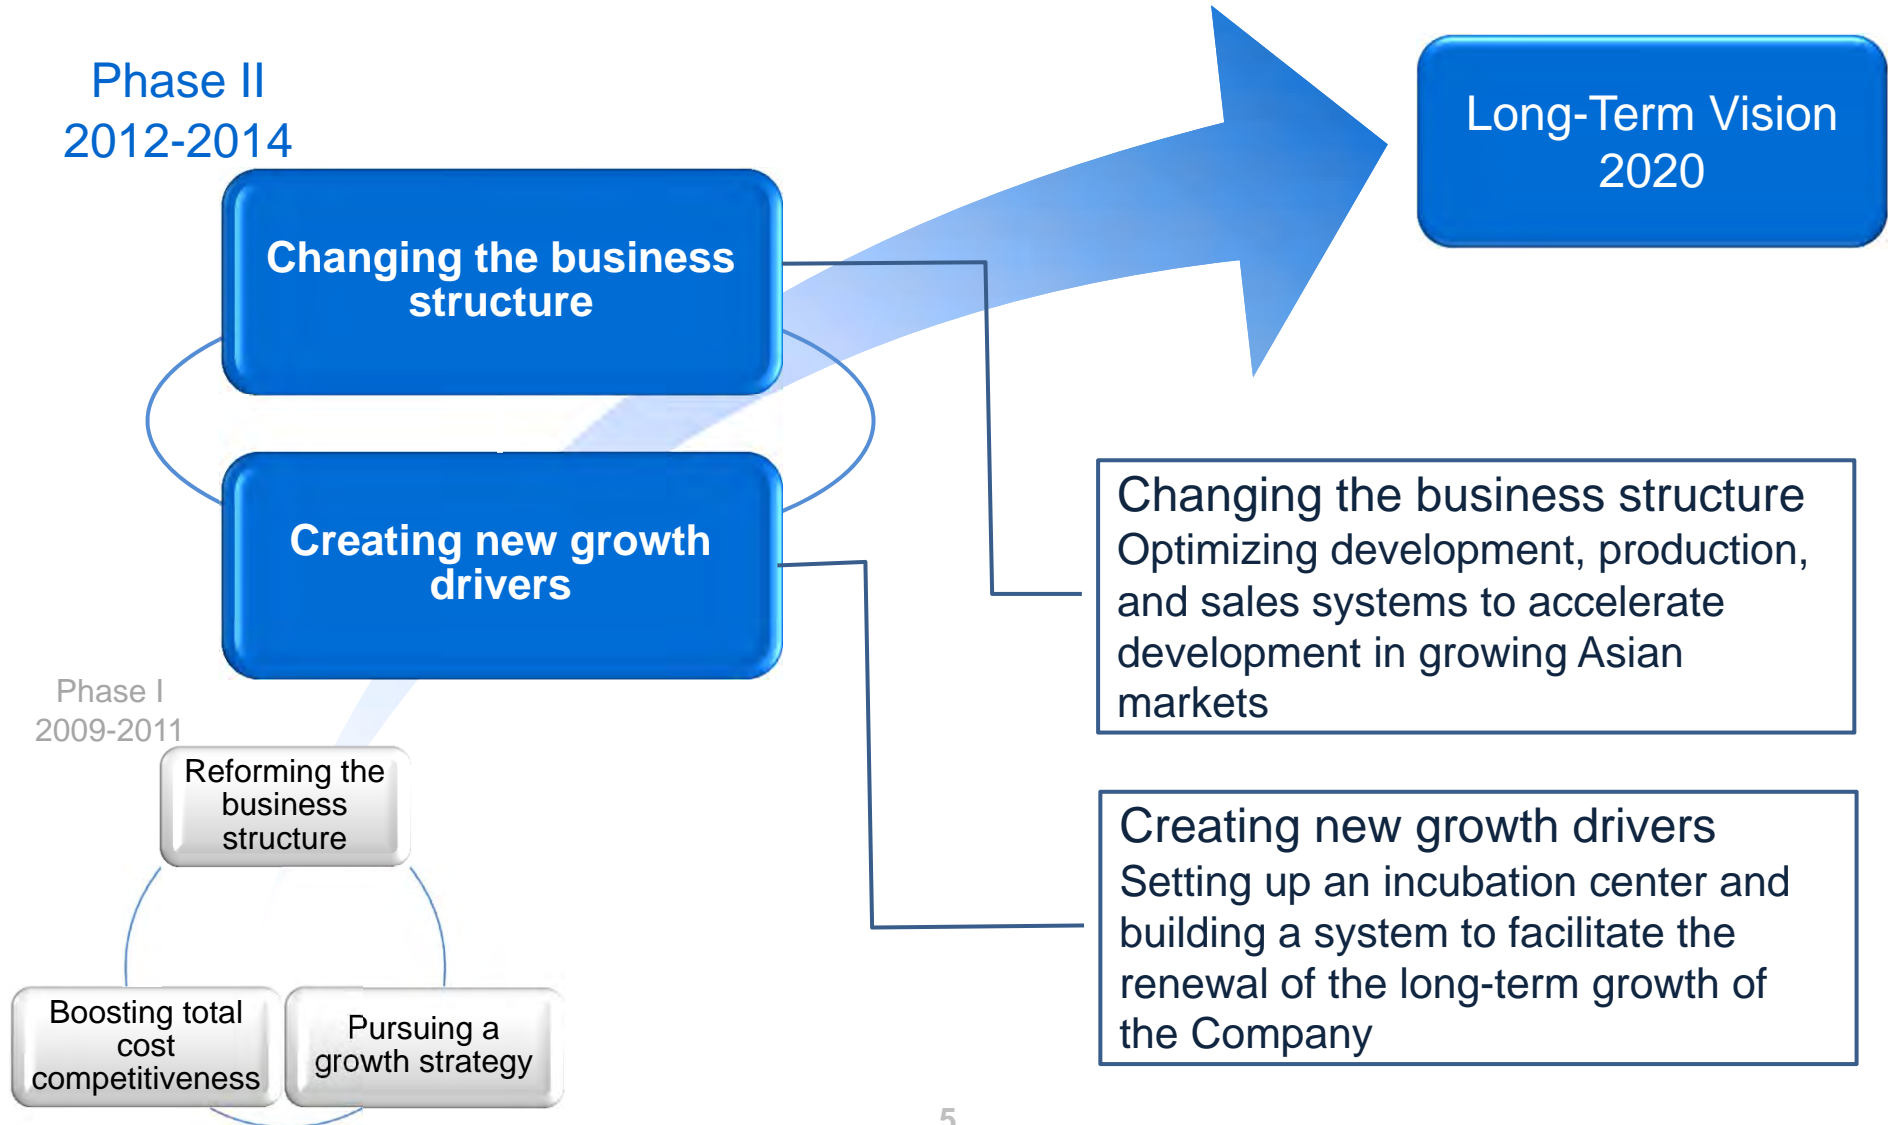 Phase II
2012-2014
Long-Term Vision
2020
Changing the business
structure
Creating new growth
drivers
Changing the business structure
Optimizing development, production,
and sales systems to accelerate
development in growing Asian
markets
Phase I
2009-2011
Reforming the
business
structure
Boosting total
cost
competitiveness
Pursuing a
growth strategy
Creating new growth drivers
Setting up an incubation center and
building a system to facilitate the
renewal of the long-term growth of
the Company
5